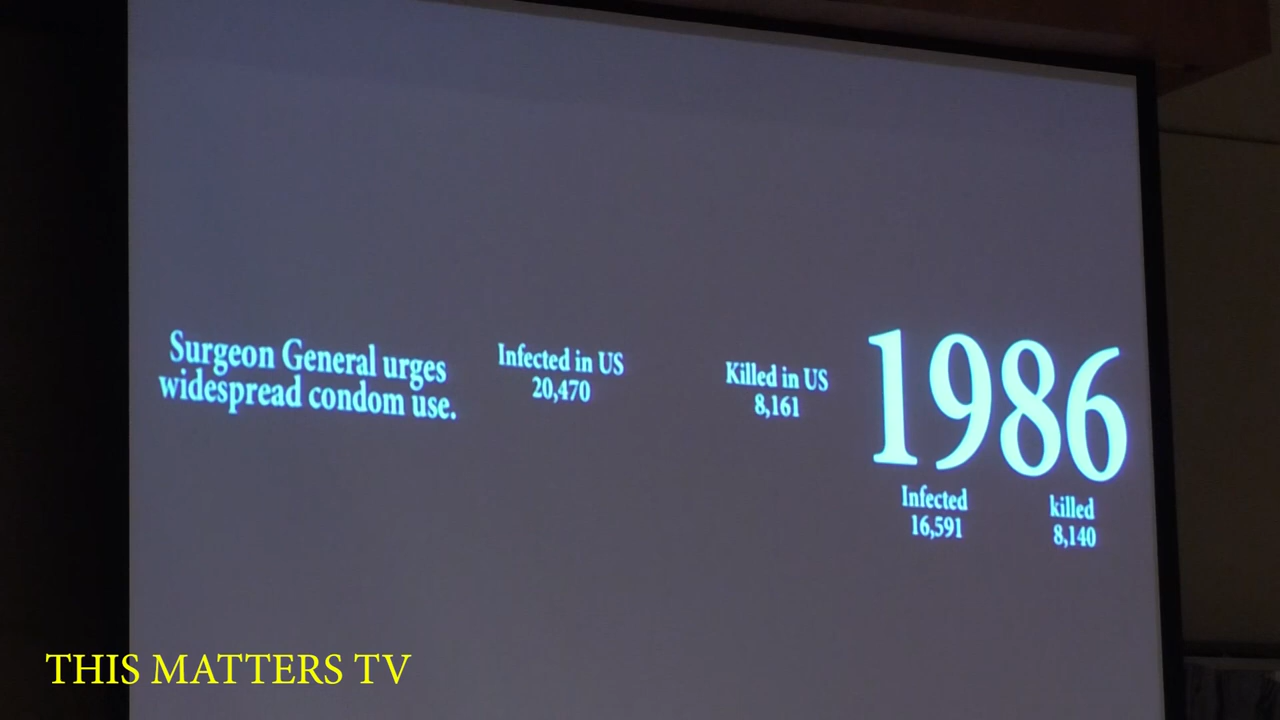 Surgeon General urges
widespread condom use.
Infected in US
20,470
Killed in US
8,161
1986
Infected
16,591
killed
8,140
THIS MATTERS TV